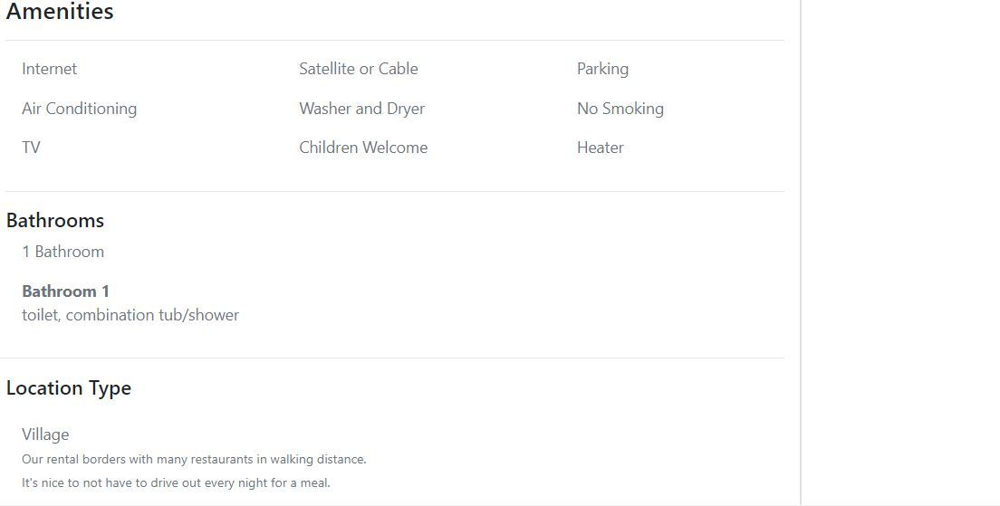 Amenities
Internet Satellite or Cable Parking
Air Conditioning Washer and Dryer No Smoking
TV Children Welcome Heater
Bathrooms
1 Bathroom
Bathroom 1
toilet, combination tub/shower
Location Type
Village
Our rental borders with many restaurants in walking distance.
It's nice to not have to drive out every night for a meal.